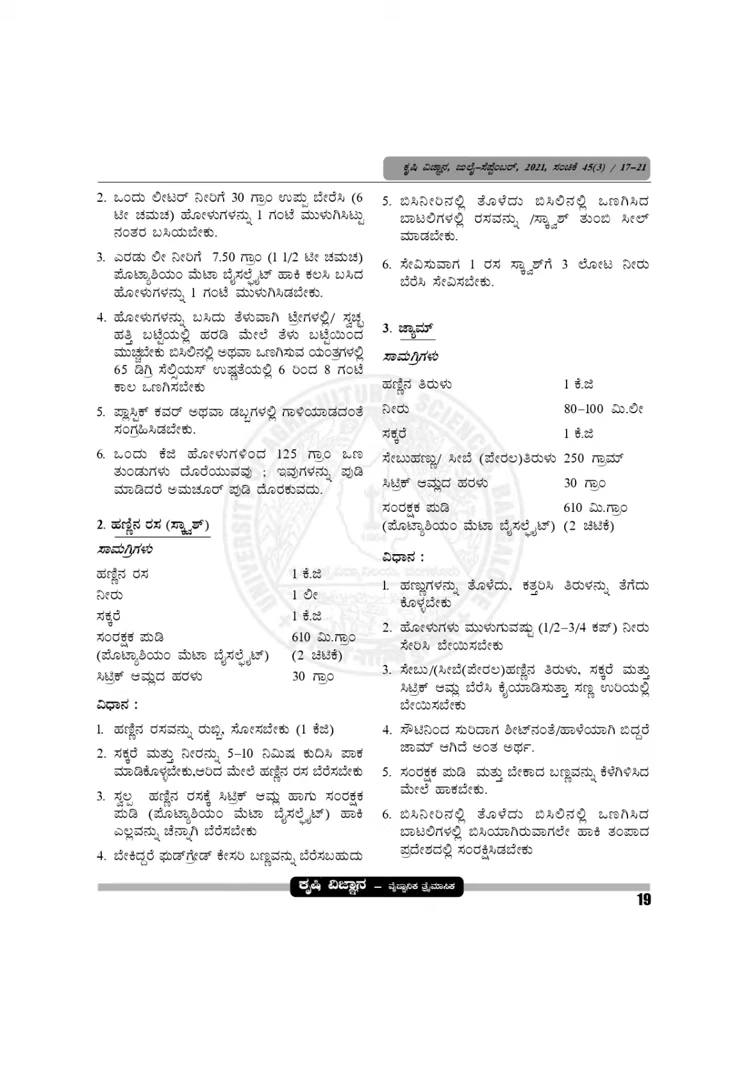 ಕೃಷಿ ವಿಜ್ಞಾನ, ಜುಲೈ–ಸೆಪ್ಟೆಂಬರ್, 2021, ಸಂಚಿಕೆ 45(3) / 17–21
2. ಒಂದು ಲೀಟರ್ ನೀರಿಗೆ 30 ಗ್ರಾಂ ಉಪ್ಪು ಬೇರೆಸಿ (6
ಟೀ ಚಮಚ) ಹೋಳುಗಳನ್ನು 1 ಗಂಟೆ ಮುಳುಗಿಸಿಟ್ಟು
ನಂತರ ಬಸಿಯಬೇಕು.
3. ಎರಡು ಲೀ ನೀರಿಗೆ 7.50 ಗ್ರಾಂ (1 1/2 ಟೀ ಚಮಚ)
ಪೊಟ್ಯಾಶಿಯಂ ಮೆಟಾ ಬೈಸಲ್ಫೈಟ್ ಹಾಕಿ ಕಲಸಿ ಬಸಿದ
ಹೋಳುಗಳನ್ನು 1 ಗಂಟೆ ಮುಳುಗಿಸಿಡಬೇಕು.
4. ಹೋಳುಗಳನ್ನು ಬಸಿದು ತೆಳುವಾಗಿ ಟ್ರೇಗಳಲ್ಲಿ/ ಸ್ವಚ್ಛ
ಹತ್ತಿ ಬಟ್ಟೆಯಲ್ಲಿ ಹರಡಿ ಮೇಲೆ ತೆಳು ಬಟ್ಟೆಯಿಂದ
ಮುಚ್ಚಬೇಕು ಬಿಸಿಲಿನಲ್ಲಿ ಅಥವಾ ಒಣಗಿಸುವ ಯಂತ್ರಗಳಲ್ಲಿ
65 ಡಿಗ್ರಿ ಸೆಲ್ಸಿಯಸ್ ಉಷ್ಣತೆಯಲ್ಲಿ 6 ರಿಂದ 8 ಗಂಟೆ
ಕಾಲ ಒಣಗಿಸಬೇಕು
5. ಪ್ಲಾಸ್ಟಿಕ್ ಕವರ್ ಅಥವಾ ಡಬ್ಬಗಳಲ್ಲಿ ಗಾಳಿಯಾಡದಂತೆ
ಸಂಗ್ರಹಿಸಿಡಬೇಕು.
6. ಒಂದು ಕೆಜಿ ಹೋಳುಗಳಿಂದ 125 ಗ್ರಾಂ ಒಣ
ತುಂಡುಗಳು ದೊರೆಯುವವು ; ಇವುಗಳನ್ನು ಪುಡಿ
ಮಾಡಿದರೆ ಅಮಚೂರ್ ಪುಡಿ ದೊರಕುವದು.
2. ಹಣ್ಣಿನ ರಸ (ಸ್ಕ್ವಾಶ್)
ಸಾಮಗ್ರಿಗಳು
ಹಣ್ಣಿನ ರಸ 1 ಕೆ.ಜಿ
ನೀರು 1 ಲೀ
ಸಕ್ಕರೆ 1 ಕೆ.ಜಿ
ಸಂರಕ್ಷಕ ಪುಡಿ 610 ಮಿ.ಗ್ರಾಂ
(ಪೊಟ್ಯಾಶಿಯಂ ಮೆಟಾ ಬೈಸಲ್ಫೈಟ್) (2 ಚಿಟಿಕೆ)
ಸಿಟ್ರಿಕ್ ಆಮ್ಲದ ಹರಳು 30 ಗ್ರಾಂ
ವಿಧಾನ :
1. ಹಣ್ಣಿನ ರಸವನ್ನು ರುಬ್ಬಿ, ಸೋಸಬೇಕು (1 ಕೆಜಿ)
2. ಸಕ್ಕರೆ ಮತ್ತು ನೀರನ್ನು 5–10 ನಿಮಿಷ ಕುದಿಸಿ ಪಾಕ
ಮಾಡಿಕೊಳ್ಳಬೇಕು,ಆರಿದ ಮೇಲೆ ಹಣ್ಣಿನ ರಸ ಬೆರೆಸಬೇಕು
3. ಸ್ವಲ್ಪ ಹಣ್ಣಿನ ರಸಕ್ಕೆ ಸಿಟ್ರಿಕ್ ಆಮ್ಲ ಹಾಗು ಸಂರಕ್ಷಕ
ಪುಡಿ (ಪೊಟ್ಯಾಶಿಯಂ ಮೆಟಾ ಬೈಸಲ್ಫೈಟ್) ಹಾಕಿ
ಎಲ್ಲವನ್ನು ಚೆನ್ನಾಗಿ ಬೆರೆಸಬೇಕು
4. ಬೇಕಿದ್ದರೆ ಫುಡ್‌ಗ್ರೇಡ್ ಕೇಸರಿ ಬಣ್ಣವನ್ನು ಬೆರೆಸಬಹುದು
5. ಬಿಸಿನೀರಿನಲ್ಲಿ ತೊಳೆದು ಬಿಸಿಲಿನಲ್ಲಿ ಒಣಗಿಸಿದ
ಬಾಟಲಿಗಳಲ್ಲಿ ರಸವನ್ನು /ಸ್ಕ್ವಾಶ್ ತುಂಬಿ ಸೀಲ್
ಮಾಡಬೇಕು.
6. ಸೇವಿಸುವಾಗ 1 ರಸ ಸ್ಕ್ವಾಶ್‌ಗೆ 3 ಲೋಟ ನೀರು
ಬೆರೆಸಿ ಸೇವಿಸಬೇಕು.
3. ಜ್ಯಾಮ್
ಸಾಮಗ್ರಿಗಳು
ಹಣ್ಣಿನ ತಿರುಳು 1 ಕೆ.ಜಿ
ನೀರು 80–100 ಮಿ.ಲೀ
ಸಕ್ಕರೆ 1 ಕೆ.ಜಿ
ಸೇಬುಹಣ್ಣು/ ಸೀಬೆ (ಪೇರಲ)ತಿರುಳು 250 ಗ್ರಾಮ್
ಸಿಟ್ರಿಕ್ ಆಮ್ಲದ ಹರಳು 30 ಗ್ರಾಂ
ಸಂರಕ್ಷಕ ಪುಡಿ 610 ಮಿ.ಗ್ರಾಂ
(ಪೊಟ್ಯಾಶಿಯಂ ಮೆಟಾ ಬೈಸಲ್ಫೈಟ್) (2 ಚಿಟಿಕೆ)
ವಿಧಾನ :
1. ಹಣ್ಣುಗಳನ್ನು ತೊಳೆದು, ಕತ್ತರಿಸಿ ತಿರುಳನ್ನು ತೆಗೆದು
ಕೊಳ್ಳಬೇಕು
2. ಹೋಳುಗಳು ಮುಳುಗುವಷ್ಟು (1/2–3/4 ಕಪ್) ನೀರು
ಸೇರಿಸಿ ಬೇಯಿಸಬೇಕು
3. ಸೇಬು/(ಸೀಬೆ(ಪೇರಲ)ಹಣ್ಣಿನ ತಿರುಳು, ಸಕ್ಕರೆ ಮತ್ತು
ಸಿಟ್ರಿಕ್ ಆಮ್ಲ ಬೆರೆಸಿ ಕೈಯಾಡಿಸುತ್ತಾ ಸಣ್ಣ ಉರಿಯಲ್ಲಿ
ಬೇಯಿಸಬೇಕು
4. ಸೌಟಿನಿಂದ ಸುರಿದಾಗ ಶೀಟ್‌ನಂತೆ/ಹಾಳೆಯಾಗಿ ಬಿದ್ದರೆ
ಜಾಮ್ ಆಗಿದೆ ಅಂತ ಅರ್ಥ.
5. ಸಂರಕ್ಷಕ ಪುಡಿ ಮತ್ತು ಬೇಕಾದ ಬಣ್ಣವನ್ನು ಕೆಳಗಿಳಿಸಿದ
ಮೇಲೆ ಹಾಕಬೇಕು.
6. ಬಿಸಿನೀರಿನಲ್ಲಿ ತೊಳೆದು ಬಿಸಿಲಿನಲ್ಲಿ ಒಣಗಿಸಿದ
ಬಾಟಲಿಗಳಲ್ಲಿ ಬಿಸಿಯಾಗಿರುವಾಗಲೇ ಹಾಕಿ ತಂಪಾದ
ಪ್ರದೇಶದಲ್ಲಿ ಸಂರಕ್ಷಿಸಿಡಬೇಕು
ಕೃಷಿ ವಿಜ್ಞಾನ – ವೈಜ್ಞಾನಿಕ ತ್ರೈಮಾಸಿಕ
19